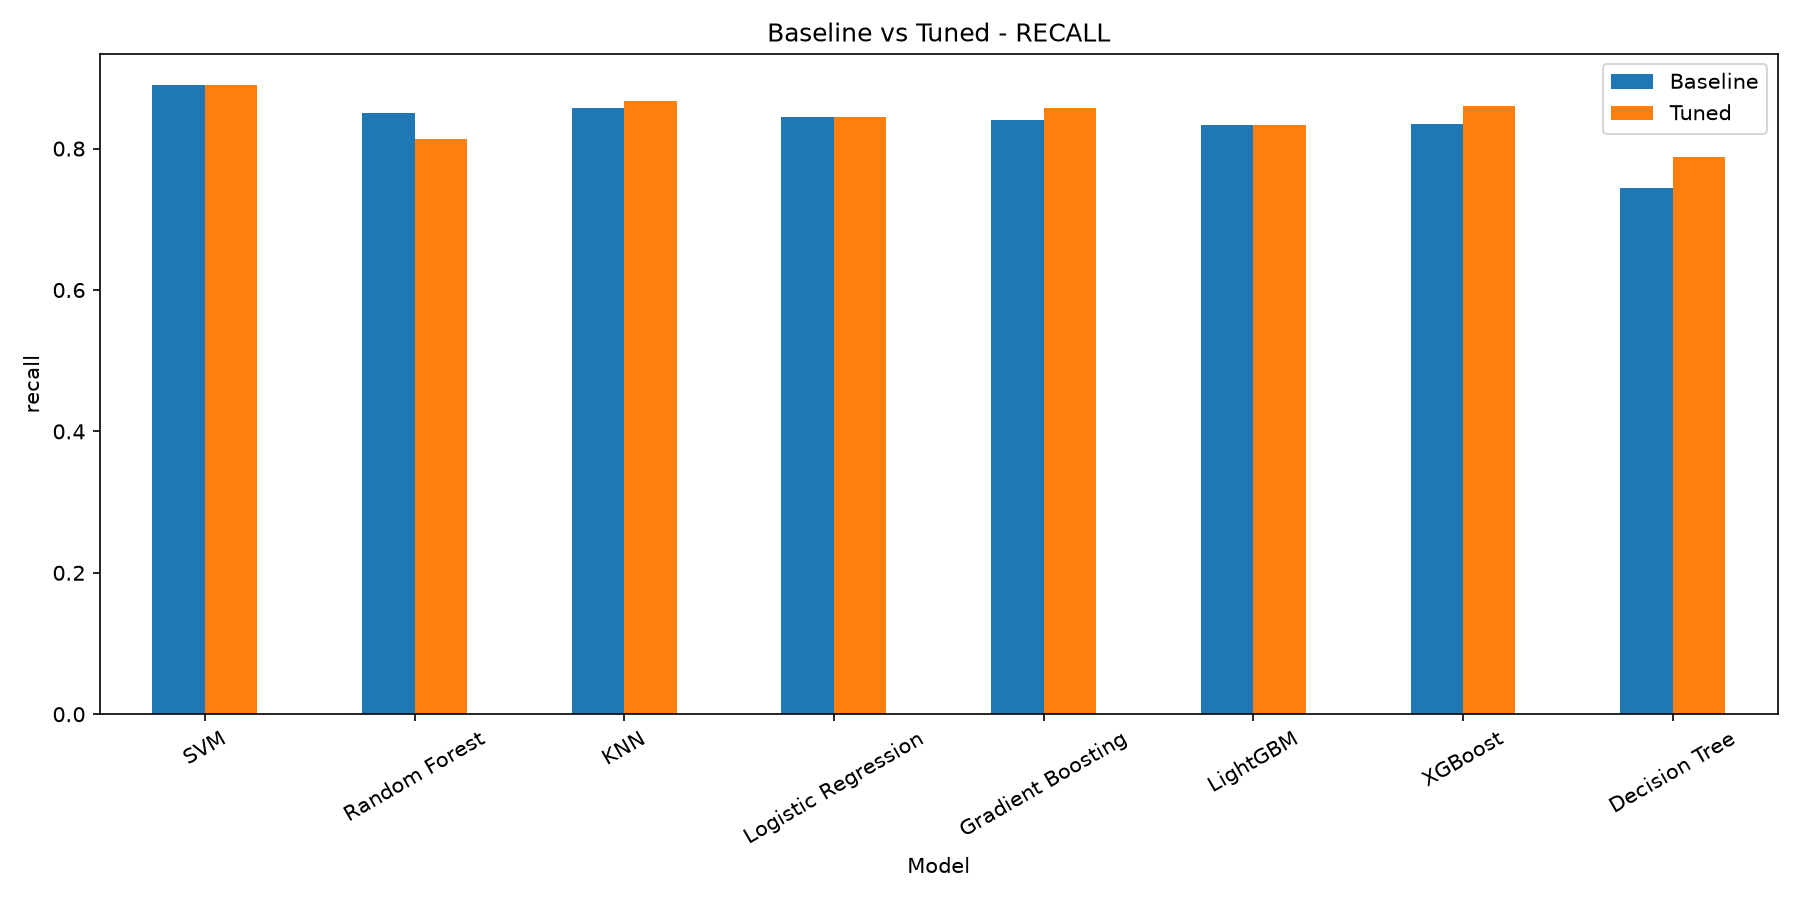 Baseline vs Tuned - RECALL
Baseline
Tuned
0.8
0.6
0.4
0.2
0.0
recall
SVM
Random Forest
KNN
Logistic Regression
Gradient Boosting
LightGBM
XGBoost
Decision Tree
Model